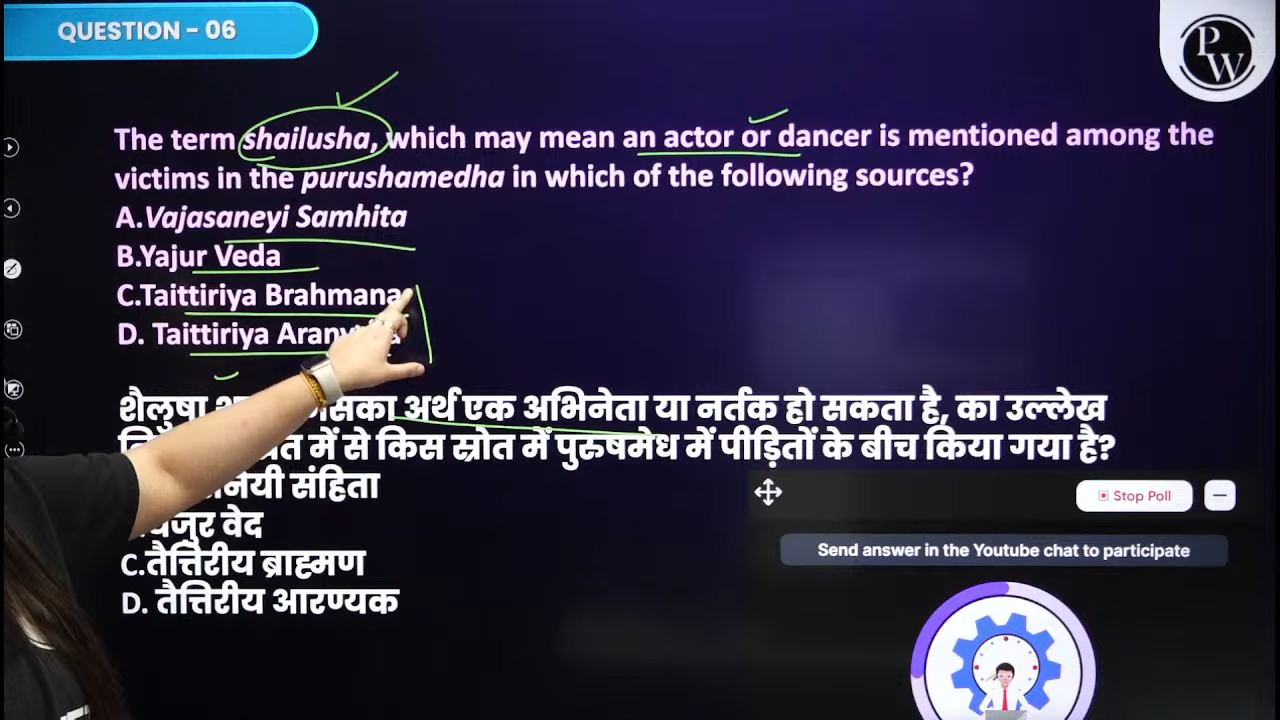 QUESTION - 06
PW
The term shailusha, which may mean an actor or dancer is mentioned among the
victims in the purushamedha in which of the following sources?
A.Vajasaneyi Samhita
B.Yajur Veda
C.Taittiriya Brahmana
D. Taittiriya
शैलुषा अर्थ एक अभिनेता या नर्तक हो सकता है, का उल्लेख
में से किस स्रोत में पुरुषमेध में पीड़ितों के बीच किया गया है?
संहिता
वेद
C.तैत्तिरीय ब्राह्मण
D. तैत्तिरीय आरण्यक
Stop Poll
Send answer in the Youtube chat to participate